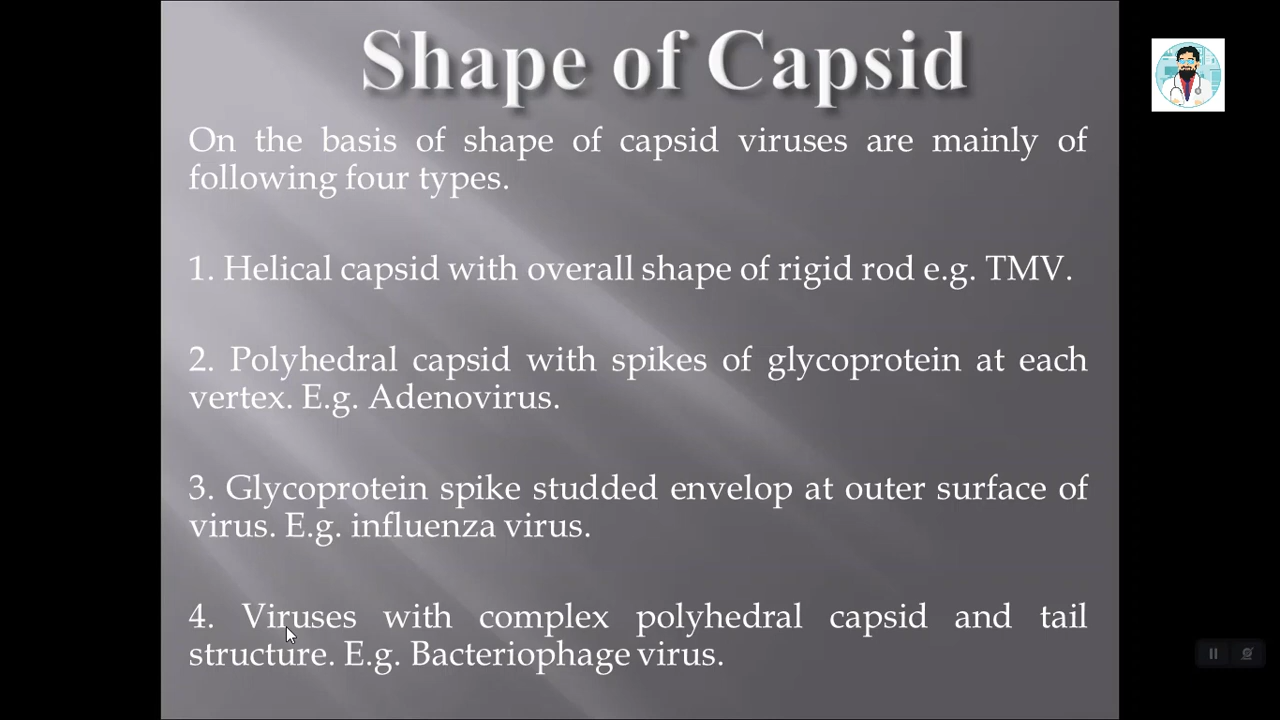 Shape of Capsid
On the basis of shape of capsid viruses are mainly of
following four types.
1. Helical capsid with overall shape of rigid rod e.g. TMV.
2. Polyhedral capsid with spikes of glycoprotein at each
vertex. E.g. Adenovirus.
3. Glycoprotein spike studded envelop at outer surface of
virus. E.g. influenza virus.
4. Viruses with complex polyhedral capsid and tail
structure. E.g. Bacteriophage virus.